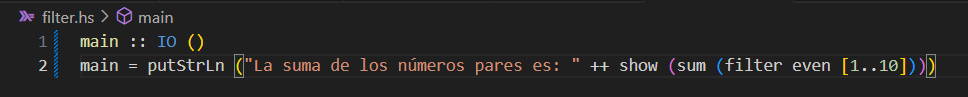 filter.hs > main
1 main :: IO ()
2 main = putStrLn ("La suma de los números pares es: " ++ show (sum (filter even [1..10])))